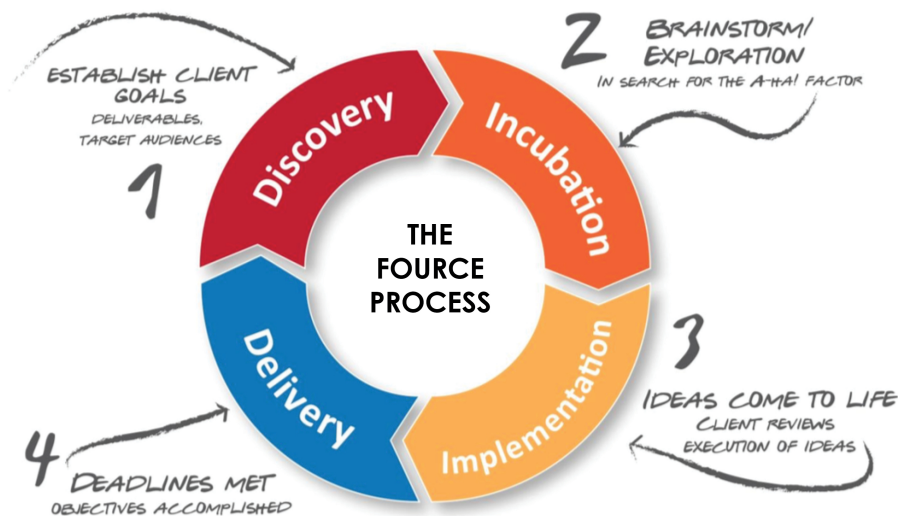 THE
FOURCE
PROCESS
1
ESTABLISH CLIENT
GOALS
DELIVERABLES,
TARGET AUDIENCES
Discovery
2
BRAINSTORM/
EXPLORATION
IN SEARCH FOR THE A-HA! FACTOR
Incubation
3
IDEAS COME TO LIFE
CLIENT REVIEWS
EXECUTION OF IDEAS
Implementation
4
DEADLINES MET
OBJECTIVES ACCOMPLISHED
Delivery